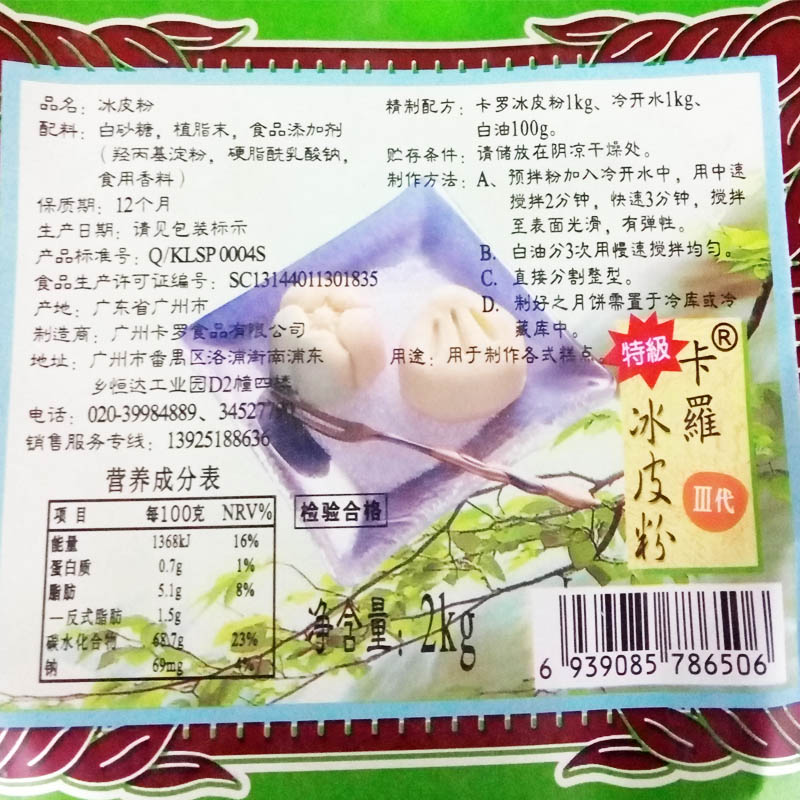 品名：冰皮粉
配料：白砂糖，植脂末，食品添加剂
（羟丙基淀粉，硬脂酰乳酸钠，
食用香料）
保质期：12个月
生产日期：请见包装标示
产品标准号：Q/KLSP 0004S
食品生产许可证编号：SC13144011301835
产地：广东省广州市
制造商：广州卡罗食品有限公司
地址：广州市番禺区洛浦街南浦东
乡恒达工业园D2幢四楼
电话：020-39984889、345277
销售服务专线：13925188636
精制配方：卡罗冰皮粉1kg、冷开水1kg、
白油100g。
贮存条件：请储放在阴凉干燥处。
制作方法：A、预拌粉加入冷开水中，用中速
搅拌2分钟，快速3分钟，搅拌
至表面光滑，有弹性。
B. 白油分3次用慢速搅拌均匀。
C. 直接分割整型。
D. 制好之月饼需置于冷库或冷
藏库中。
用途：用于制作各式糕点。
特級
卡羅®
冰皮粉
III代
营养成分表
项目 每100克 NRV%
能量 1368kJ 16%
蛋白质 0.7g 1%
脂肪 5.1g 8%
—反式脂肪 1.5g
碳水化合物 68.7g 23%
钠 69mg 4%
检验合格
净含量：2kg
6 939085 786506